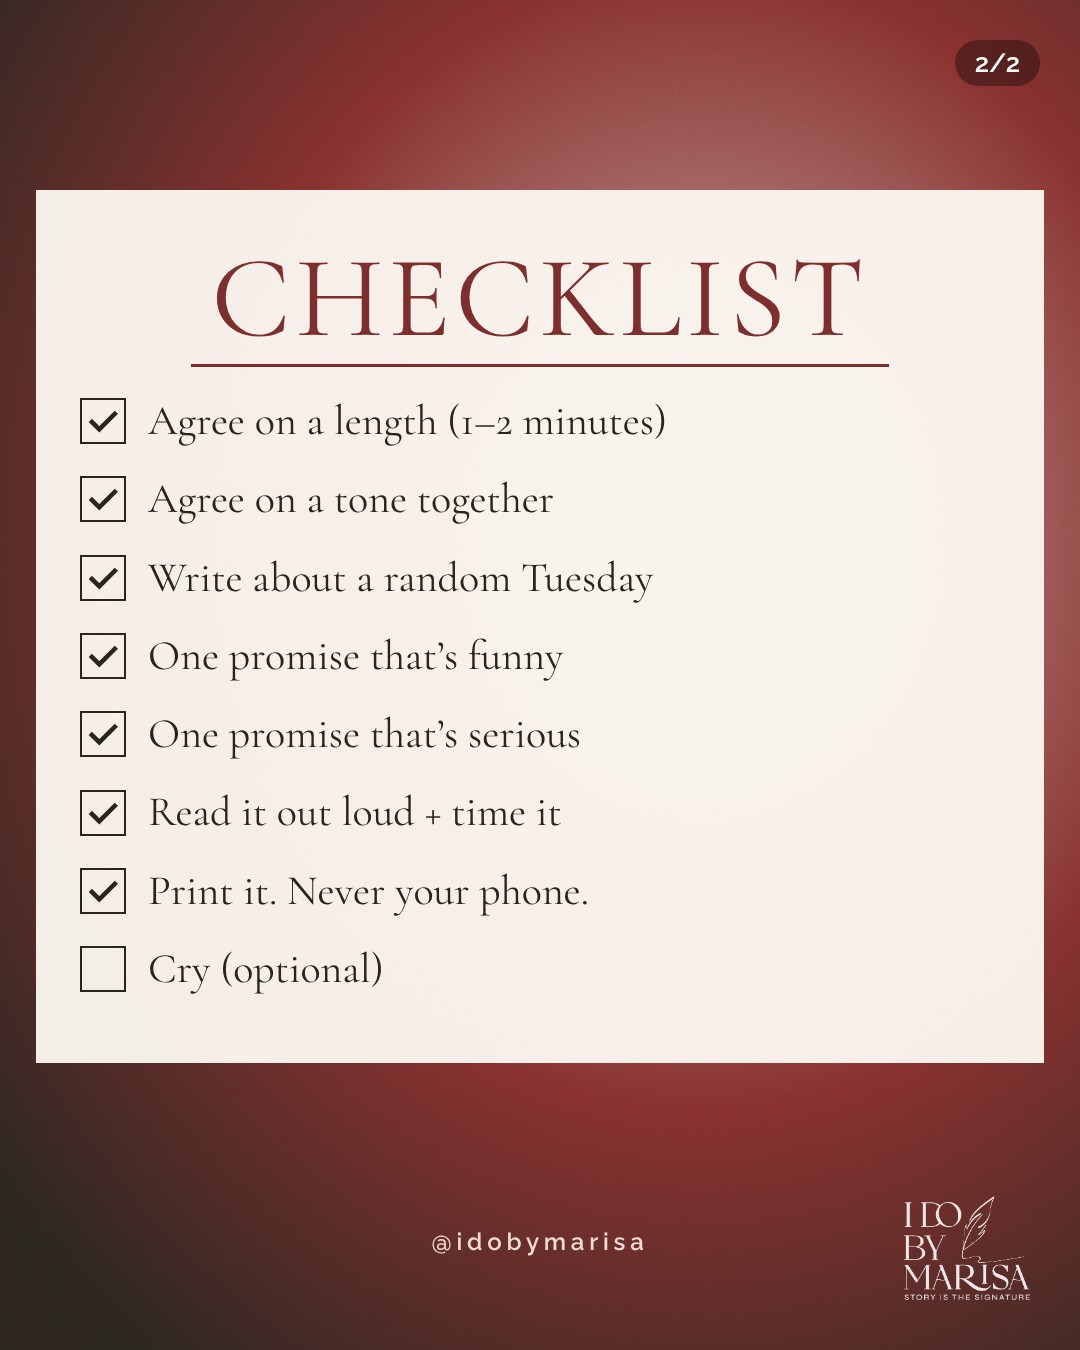 2/2
CHECKLIST
Agree on a length (1–2 minutes)
Agree on a tone together
Write about a random Tuesday
One promise that’s funny
One promise that’s serious
Read it out loud + time it
Print it. Never your phone.
Cry (optional)
@idobymarisa
I DO
BY
MARISA
STORY IS THE SIGNATURE